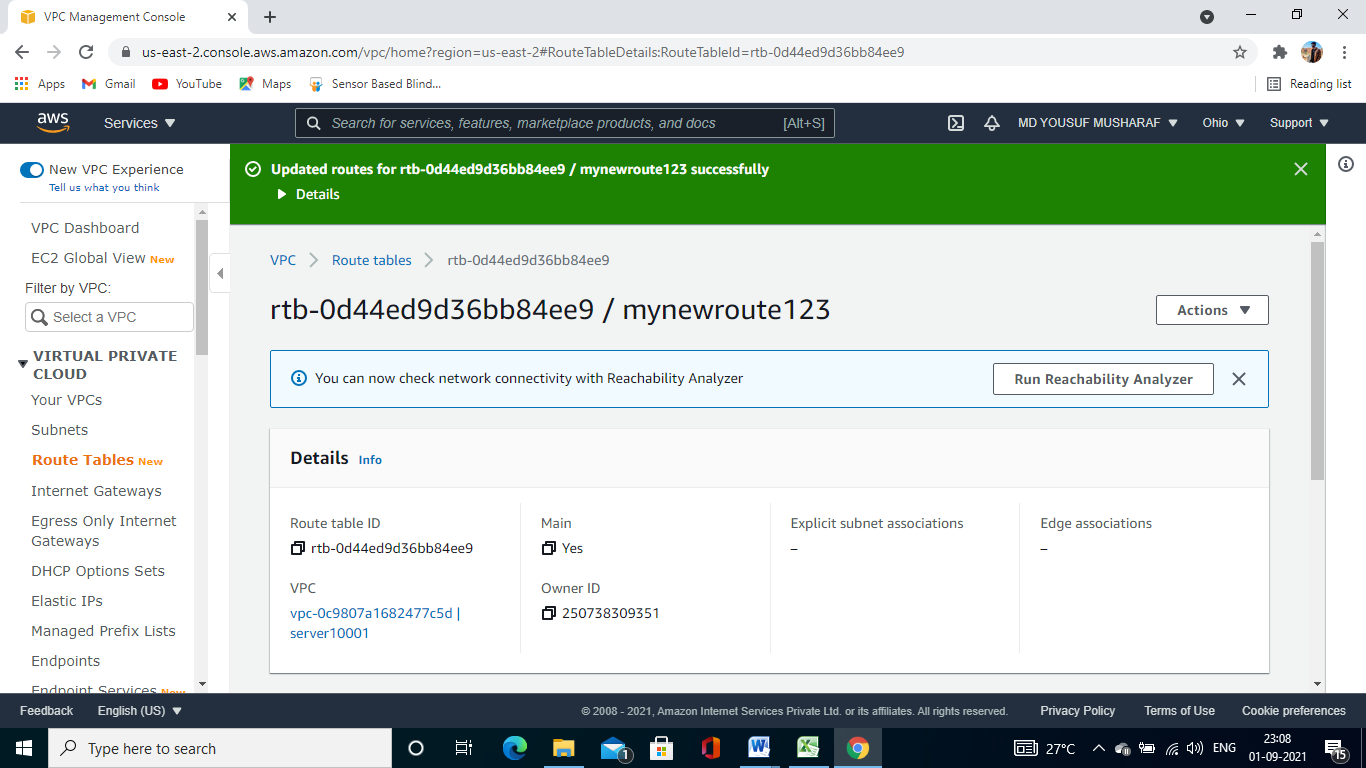 VPC Management Console
us-east-2.console.aws.amazon.com/vpc/home?region=us-east-2#RouteTableDetails:RouteTableId=rtb-0d44ed9d36bb84ee9
Apps Gmail YouTube Maps Sensor Based Blind... Reading list
aws Services Search for services, features, marketplace products, and docs [Alt+S] MD YOUSUF MUSHARAF Ohio Support
New VPC Experience
Tell us what you think
VPC Dashboard
EC2 Global View New
Filter by VPC:
Select a VPC
VIRTUAL PRIVATE
CLOUD
Your VPCs
Subnets
Route Tables New
Internet Gateways
Egress Only Internet
Gateways
DHCP Options Sets
Elastic IPs
Managed Prefix Lists
Endpoints
Endpoint Services New
Updated routes for rtb-0d44ed9d36bb84ee9 / mynewroute123 successfully
Details
VPC Route tables rtb-0d44ed9d36bb84ee9
rtb-0d44ed9d36bb84ee9 / mynewroute123
Actions
You can now check network connectivity with Reachability Analyzer
Run Reachability Analyzer
Details Info
Route table ID
rtb-0d44ed9d36bb84ee9
Main
Yes
Explicit subnet associations
–
Edge associations
–
VPC
vpc-0c9807a1682477c5d |
server10001
Owner ID
250738309351
Feedback English (US) © 2008 - 2021, Amazon Internet Services Private Ltd. or its affiliates. All rights reserved. Privacy Policy Terms of Use Cookie preferences
Type here to search
1
27°C
ENG
23:08
01-09-2021
15